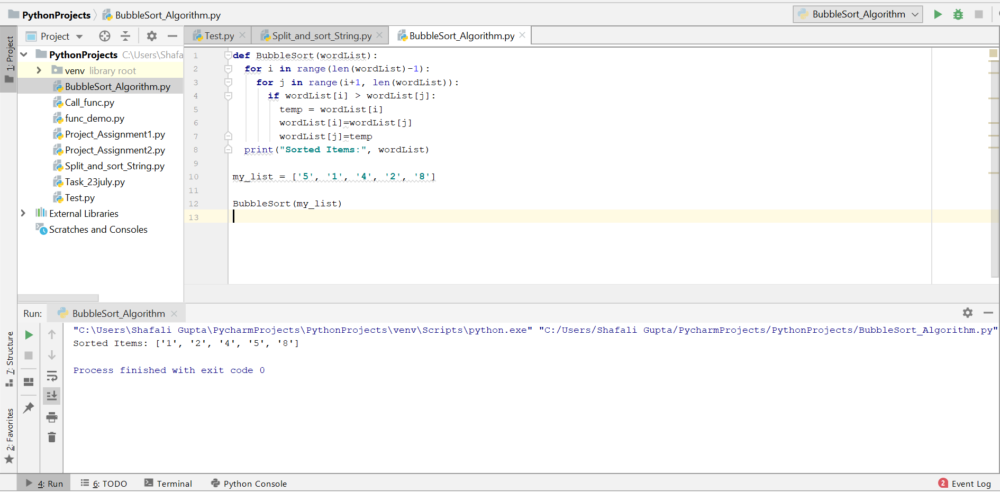 PythonProjects BubbleSort_Algorithm.py
BubbleSort_Algorithm
1: Project
Project
PythonProjects C:\Users\Shafa
venv library root
BubbleSort_Algorithm.py
Call_func.py
func_demo.py
Project_Assignment1.py
Project_Assignment2.py
Split_and_sort_String.py
Task_23july.py
Test.py
External Libraries
Scratches and Consoles
Test.py Split_and_sort_String.py BubbleSort_Algorithm.py
1 def BubbleSort(wordList):
2 for i in range(len(wordList)-1):
3 for j in range(i+1, len(wordList)):
4 if wordList[i] > wordList[j]:
5 temp = wordList[i]
6 wordList[i]=wordList[j]
7 wordList[j]=temp
8 print("Sorted Items:", wordList)
9
10 my_list = ['5', '1', '4', '2', '8']
11
12 BubbleSort(my_list)
13
Run: BubbleSort_Algorithm
"C:\Users\Shafali Gupta\PycharmProjects\PythonProjects\venv\Scripts\python.exe" "C:/Users/Shafali Gupta/PycharmProjects/PythonProjects/BubbleSort_Algorithm.py"
Sorted Items: ['1', '2', '4', '5', '8']
Process finished with exit code 0
7: Structure
2: Favorites
4: Run 6: TODO Terminal Python Console 2 Event Log